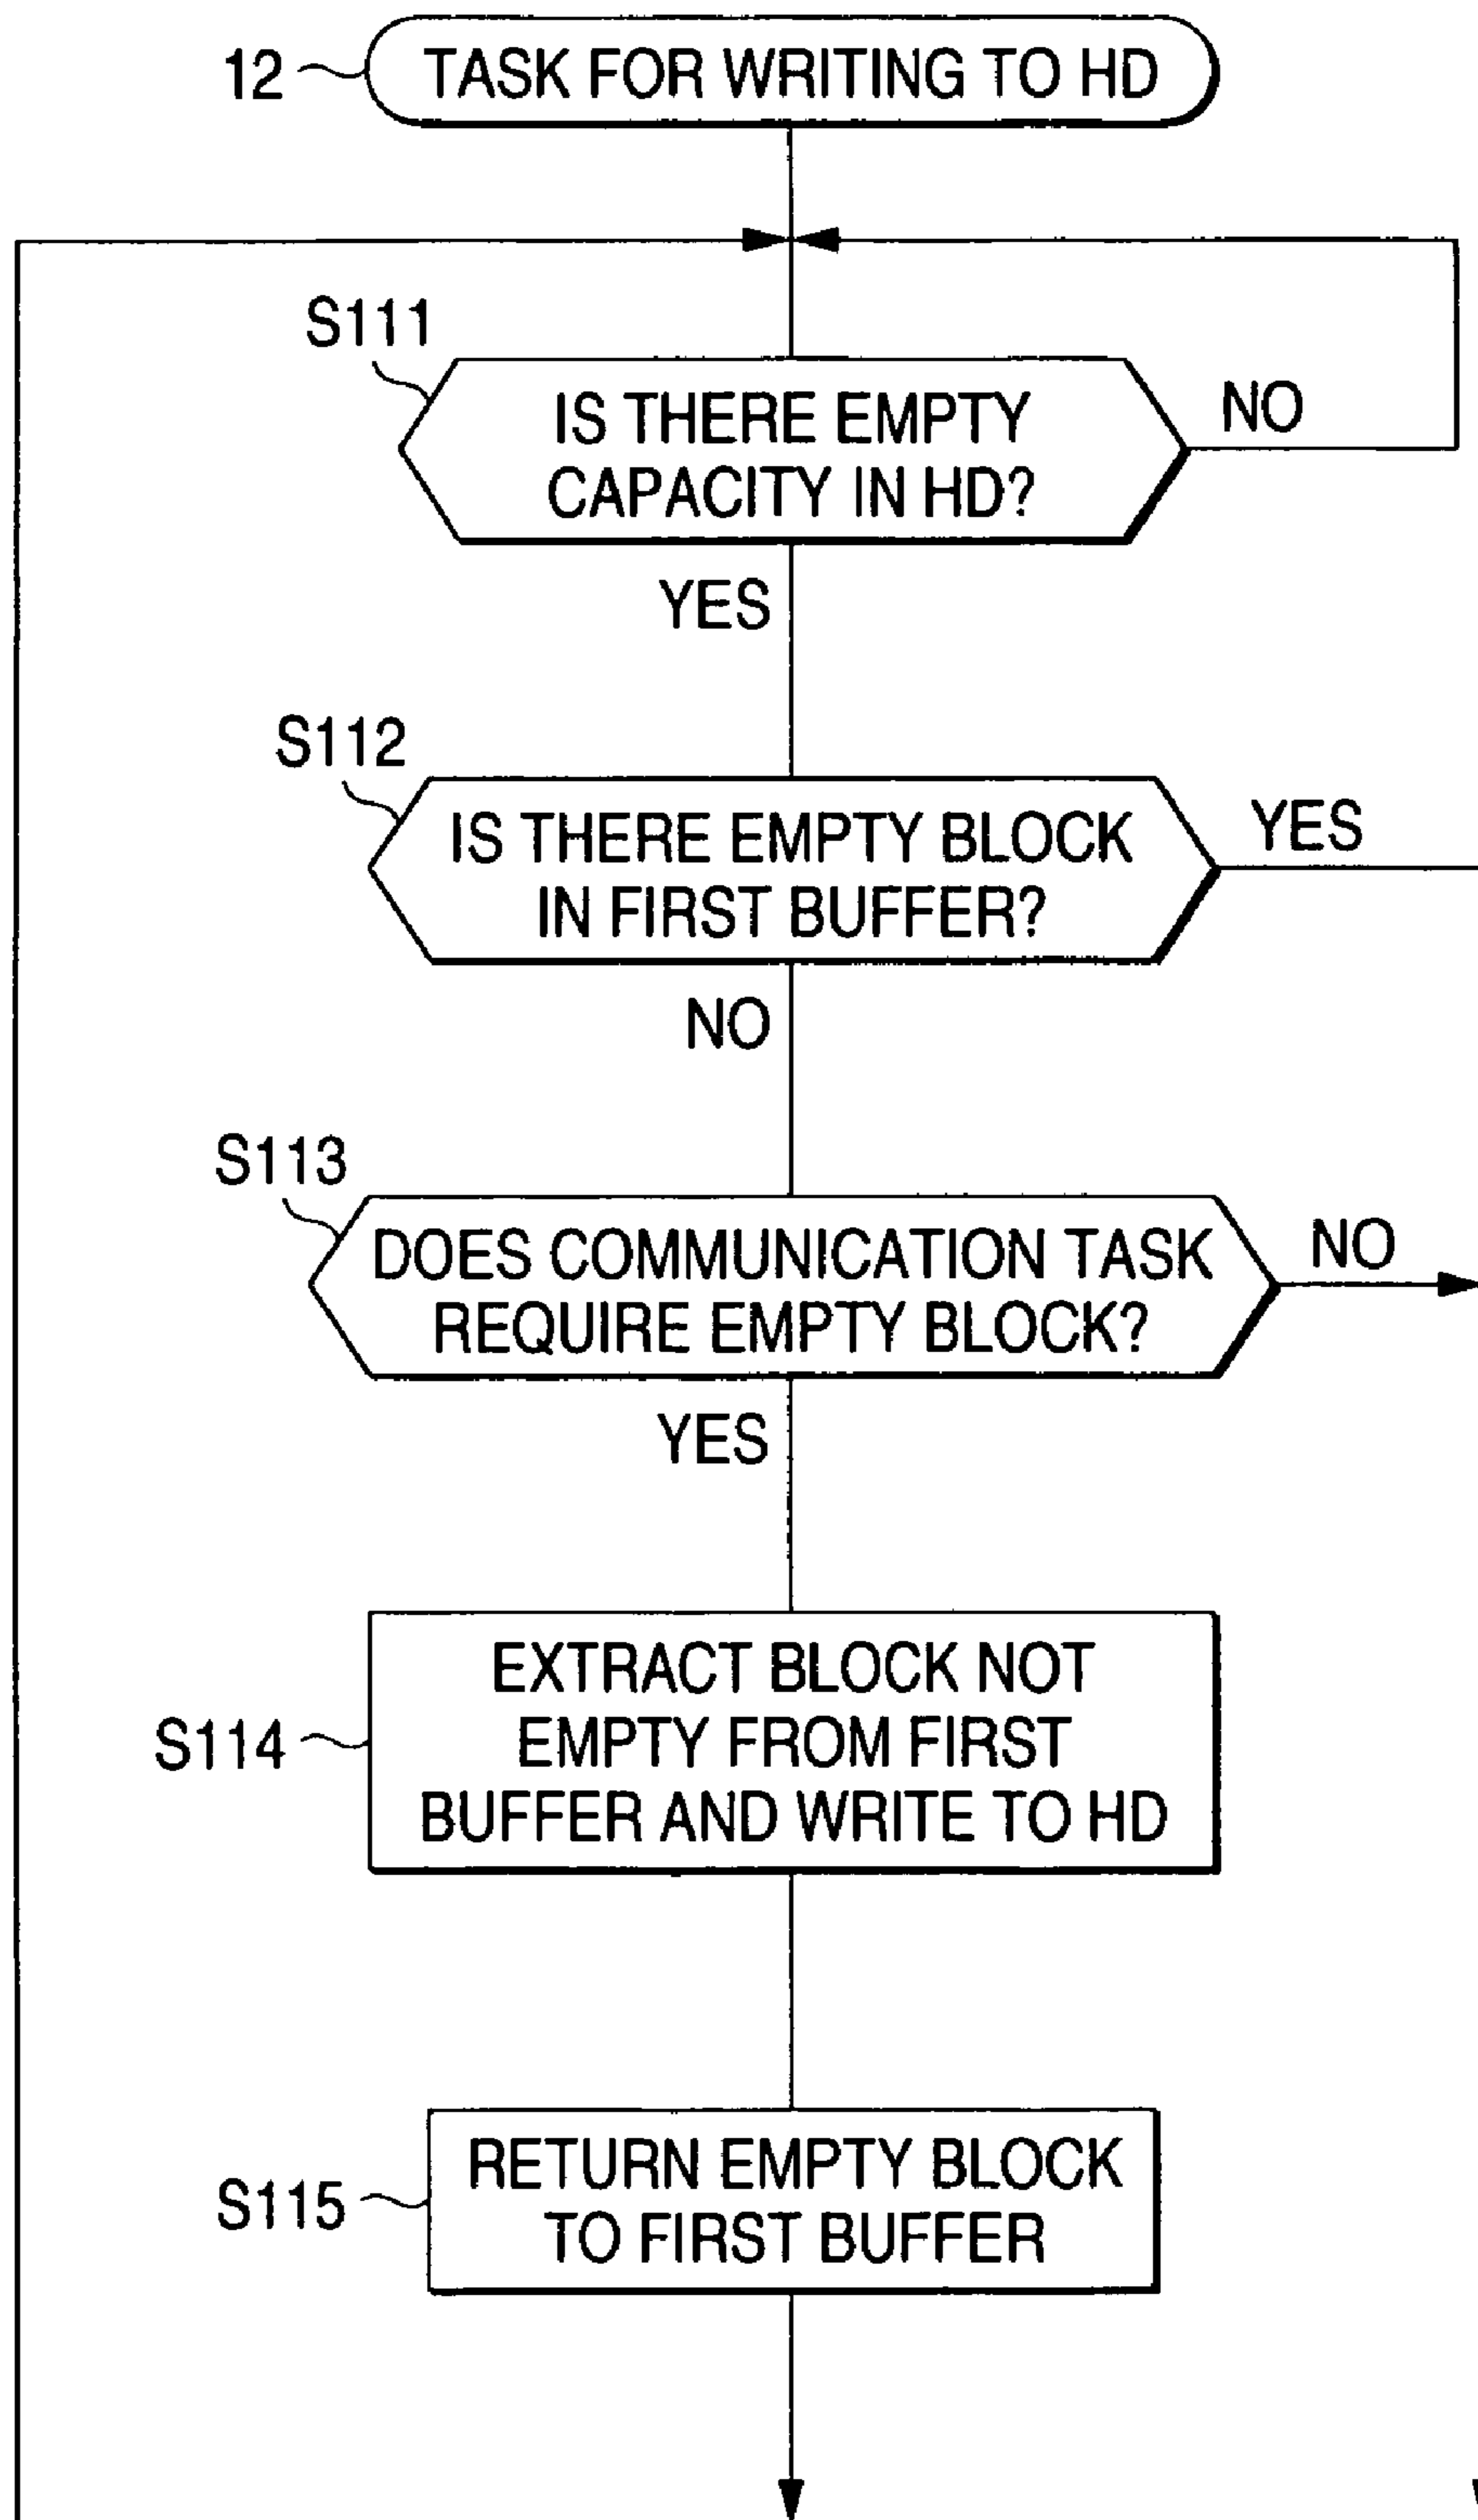 12
TASK FOR WRITING TO HD
S111
IS THERE EMPTY
CAPACITY IN HD?
NO
YES
S112
IS THERE EMPTY BLOCK
IN FIRST BUFFER?
YES
NO
S113
DOES COMMUNICATION TASK
REQUIRE EMPTY BLOCK?
NO
YES
S114
EXTRACT BLOCK NOT
EMPTY FROM FIRST
BUFFER AND WRITE TO HD
S115
RETURN EMPTY BLOCK
TO FIRST BUFFER